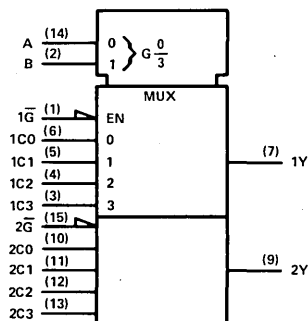 A (14) 0 G 0/3
B (2) 1
MUX
1G̅ (1) EN
1C0 (6) 0
1C1 (5) 1 (7) 1Y
1C2 (4) 2
1C3 (3) 3
2G̅ (15)
2C0 (10)
2C1 (11) (9) 2Y
2C2 (12)
2C3 (13)